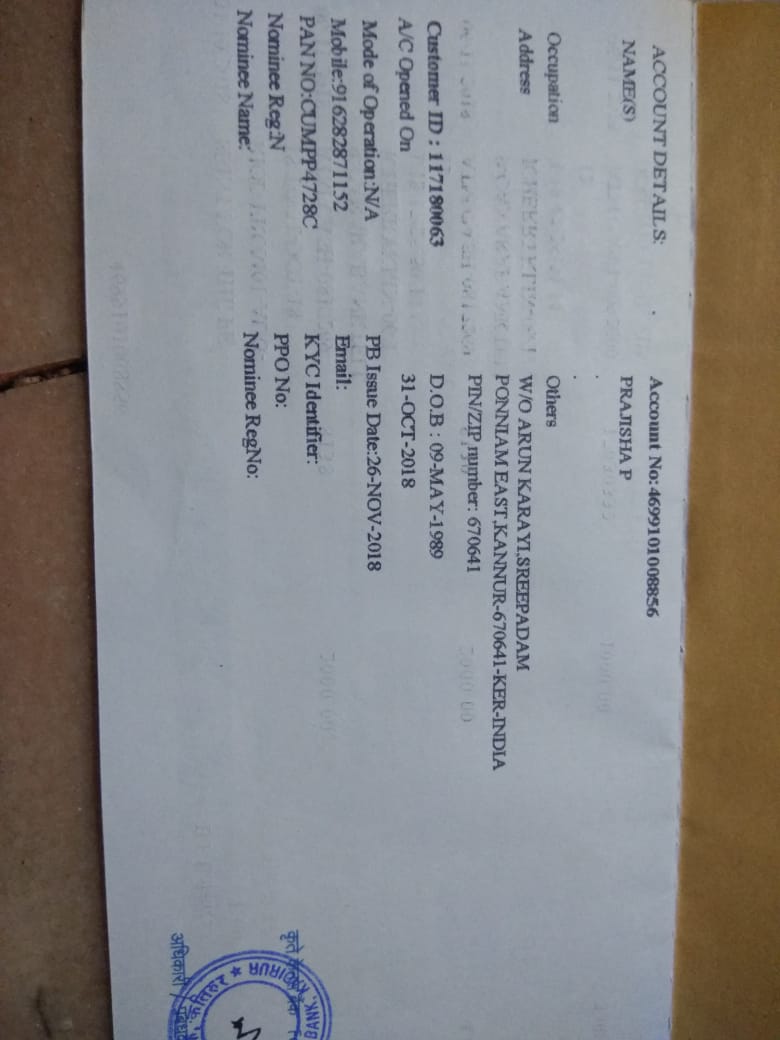 ACCOUNT DETAILS: Account No:4699101008856
NAME(S) PRAJISHA P
Occupation Others
Address W/O ARUN KARAYI,SREEPADAM
PONNIAM EAST,KANNUR-670641-KER-INDIA
PIN/ZIP number: 670641
Customer ID : 117180063 D.O.B : 09-MAY-1989
A/C Opened On 31-OCT-2018
Mode of Operation:N/A PB Issue Date:26-NOV-2018
Mobile:916282871152 Email:
PAN NO:CUMPP4728C KYC Identifier:
Nominee Reg:N PPO No:
Nominee Name: Nominee RegNo:
कृते
BANK, K
अधिकारी